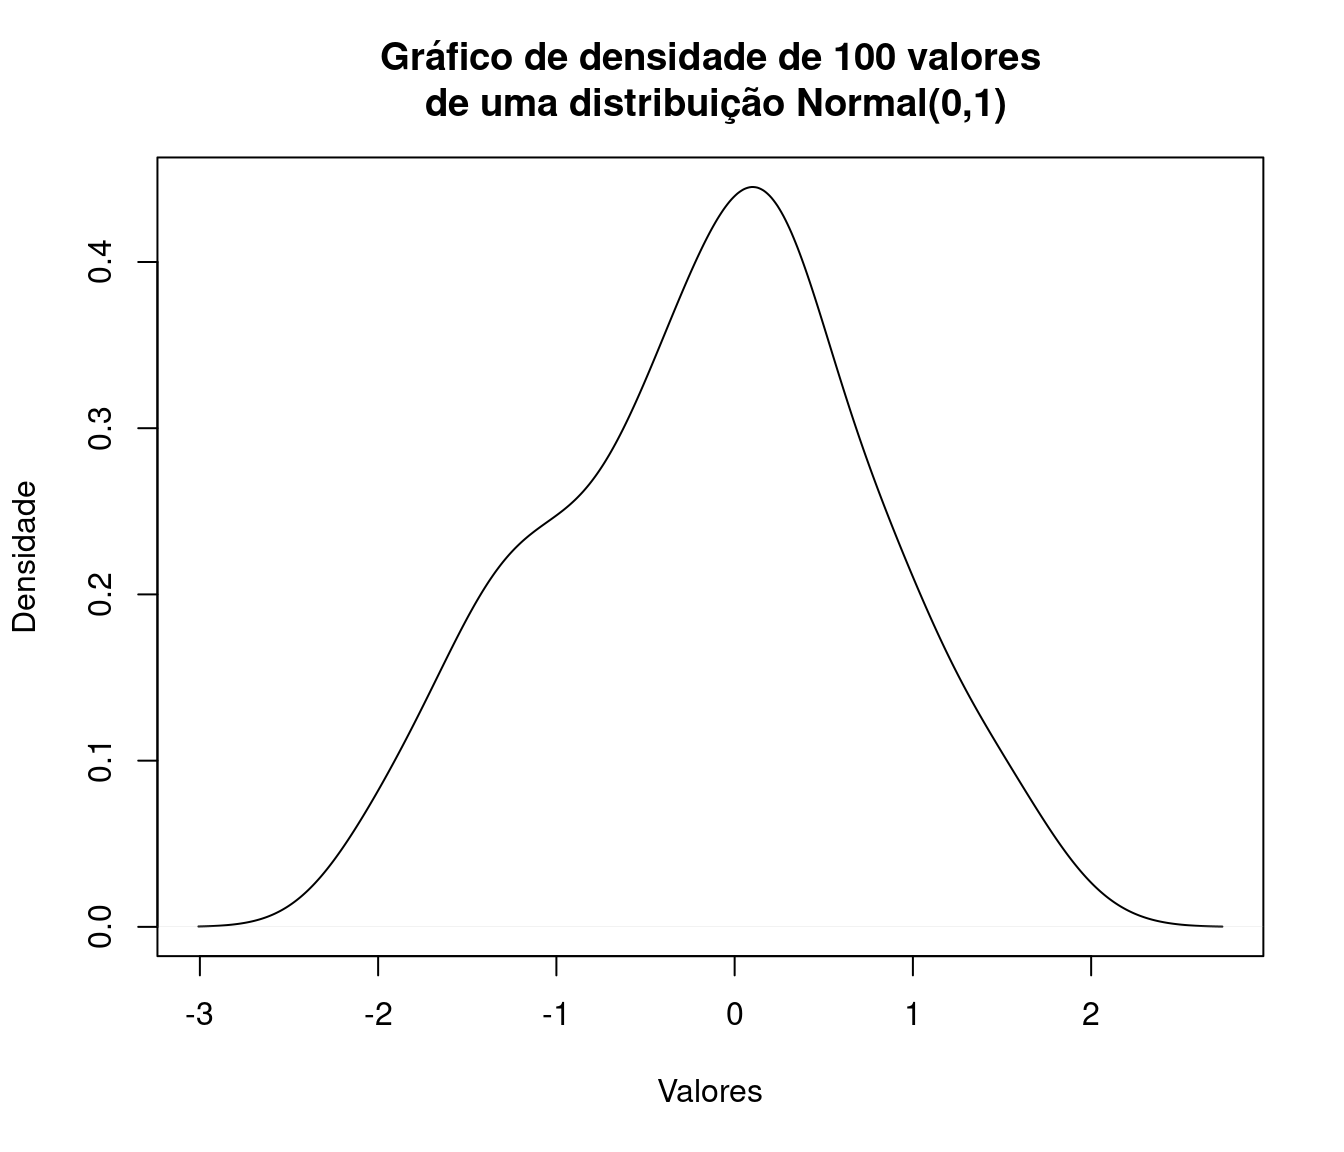 Gráfico de densidade de 100 valores
de uma distribuição Normal(0,1)
Densidade
0.4
0.3
0.2
0.1
0.0
-3 -2 -1 0 1 2
Valores